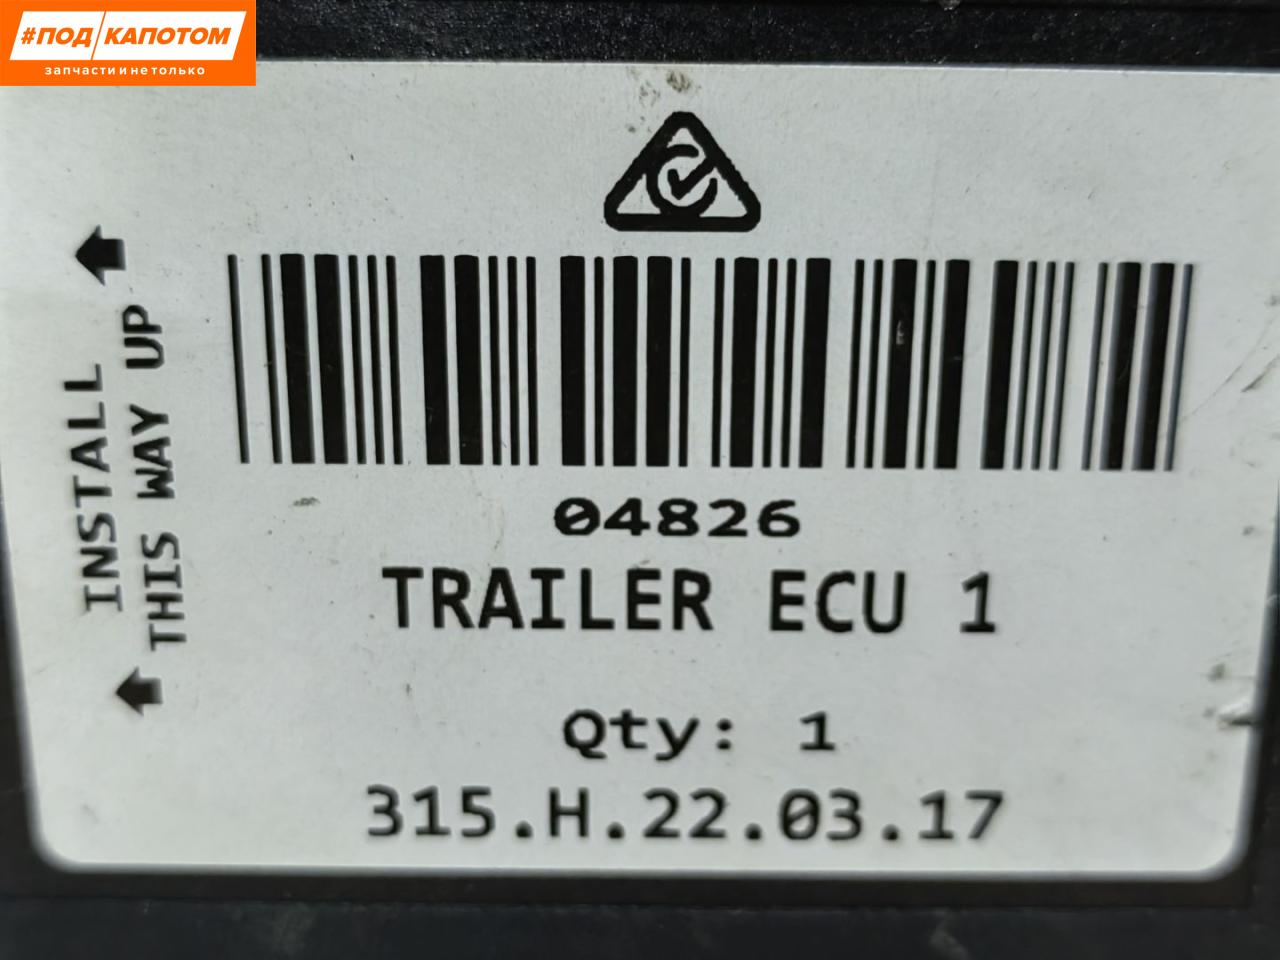 #ПОД/КАПОТОМ
запчасти и не только
INSTALL
THIS WAY UP
04826
TRAILER ECU 1
Qty: 1
315.H.22.03.17